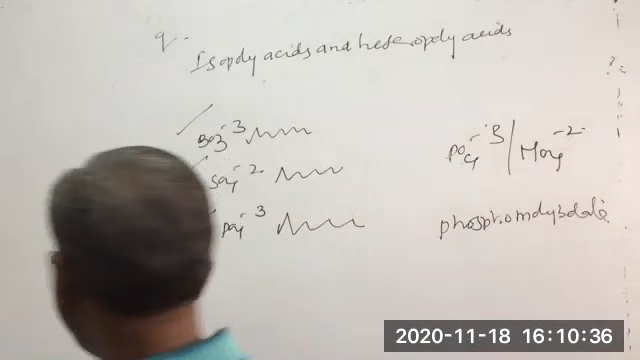 9.
Isopoly acids and heteropoly acids
BO3-3
SO4-2
PO4-3
PO4-3 / MoO4-2
phosphomolybdate
2020-11-18 16:10:36